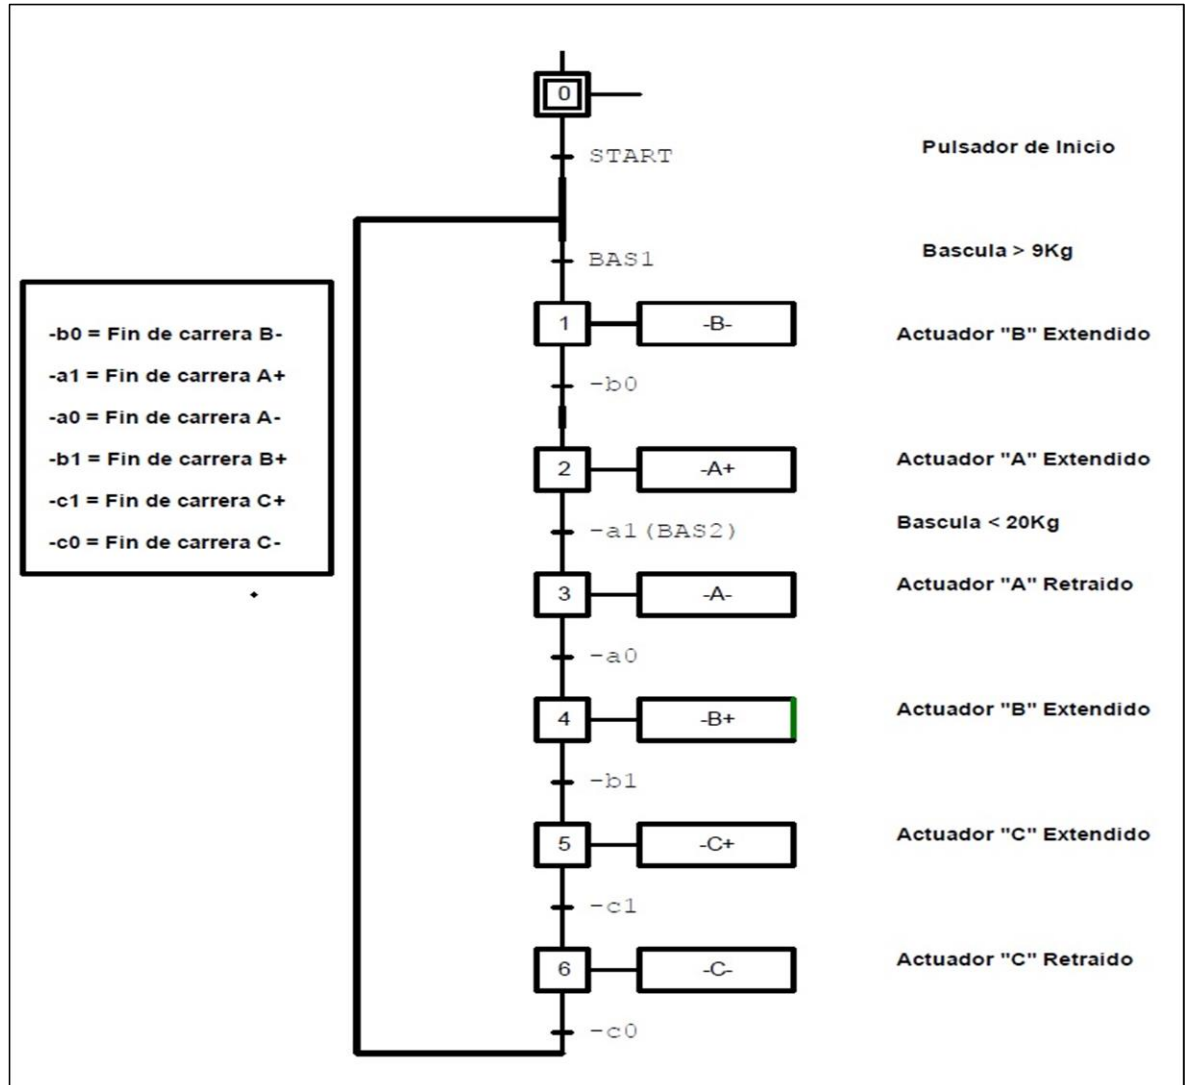 0
START
Pulsador de Inicio
BAS1
Bascula > 9Kg
1
-B-
Actuador "B" Extendido
-b0
2
-A+
Actuador "A" Extendido
-a1(BAS2)
Bascula < 20Kg
3
-A-
Actuador "A" Retraido
-a0
4
-B+
Actuador "B" Extendido
-b1
5
-C+
Actuador "C" Extendido
-c1
6
-C-
Actuador "C" Retraido
-c0
-b0 = Fin de carrera B-
-a1 = Fin de carrera A+
-a0 = Fin de carrera A-
-b1 = Fin de carrera B+
-c1 = Fin de carrera C+
-c0 = Fin de carrera C-